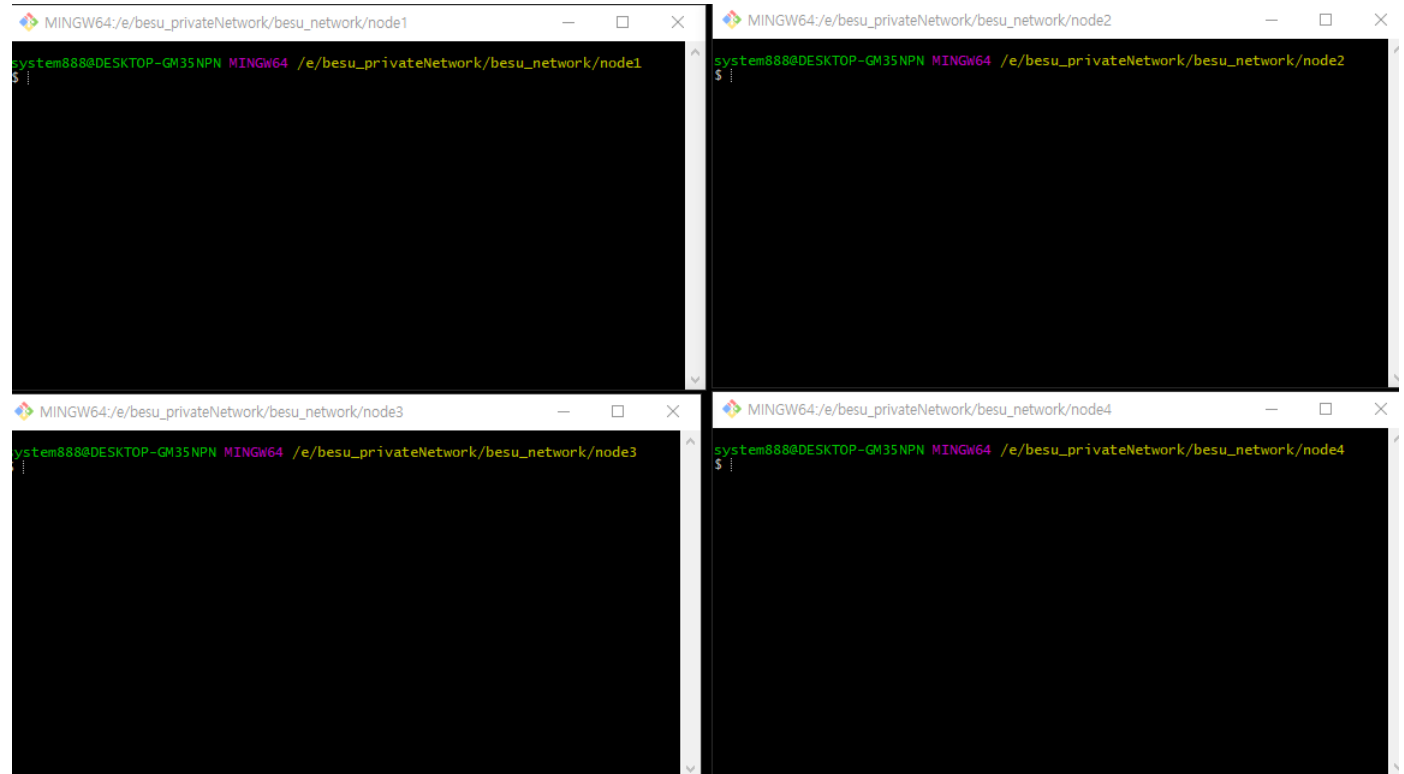 MINGW64:/e/besu_privateNetwork/besu_network/node1
system888@DESKTOP-GM35NPN MINGW64 /e/besu_privateNetwork/besu_network/node1
$
MINGW64:/e/besu_privateNetwork/besu_network/node2
system888@DESKTOP-GM35NPN MINGW64 /e/besu_privateNetwork/besu_network/node2
$
MINGW64:/e/besu_privateNetwork/besu_network/node3
ystem888@DESKTOP-GM35NPN MINGW64 /e/besu_privateNetwork/besu_network/node3
$
MINGW64:/e/besu_privateNetwork/besu_network/node4
system888@DESKTOP-GM35NPN MINGW64 /e/besu_privateNetwork/besu_network/node4
$